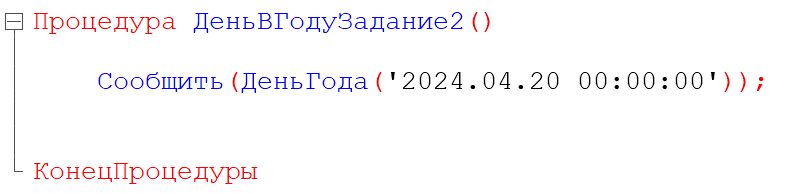 Процедура ДеньВГодуЗадание2()
Сообщить(ДеньГода('2024.04.20 00:00:00'));
КонецПроцедуры